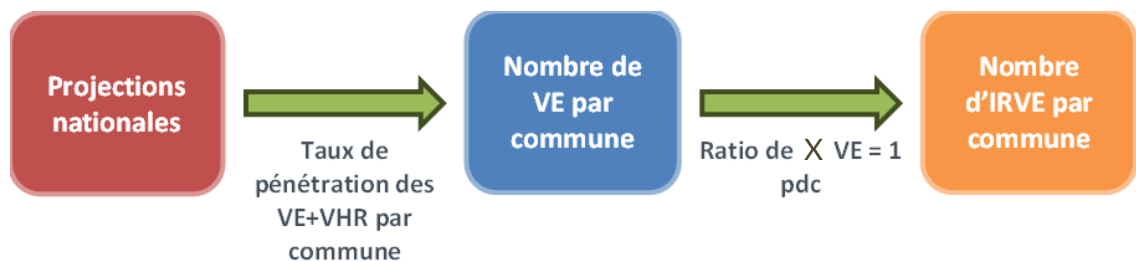 Projections
nationales
Taux de
pénétration des
VE+VHR par
commune
Nombre de
VE par
commune
Ratio de X VE = 1
pdc
Nombre
d'IRVE par
commune